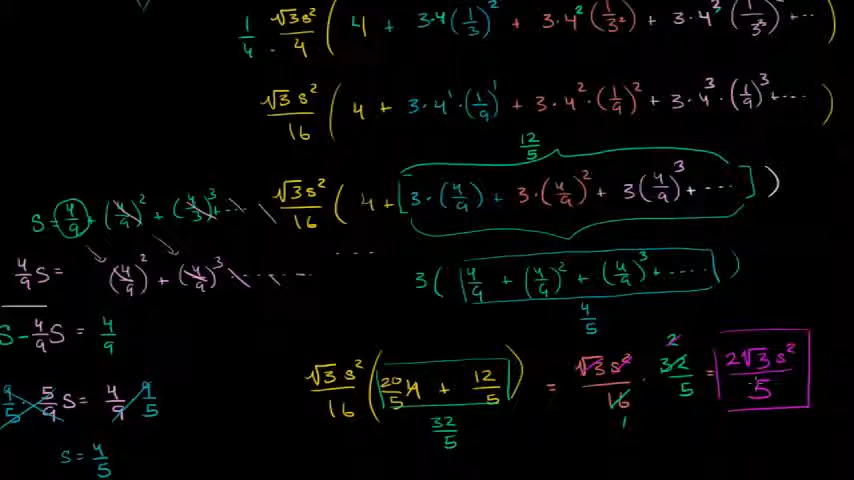 1/4 · √3s²/4 ( 4 + 3·4(1/3)² + 3·4²(1/3²)² + 3·4³(1/3³)² + ··· )
√3 s²/16 ( 4 + 3·4¹·(1/9)¹ + 3·4²·(1/9)² + 3·4³·(1/9)³ + ···· )
12/5
S = 4/9 + (4/9)² + (4/3)³ + ···
√3 s²/16 ( 4 + [ 3·(4/9) + 3·(4/9)² + 3(4/9)³ + ···· ] )
4/9 S = (4/9)² + (4/9)³ ········
3 ( 4/9 + (4/9)² + (4/9)³ + ····· )
4/5
S - 4/9 S = 4/9
√3 s²/16 ( 20/5 4 + 12/5 ) = √3 s²/16 · 32/5 = 2√3 s²/5
2
1
32/5
9/5 · 5/9 S = 4/9 · 9/5
S = 4/5